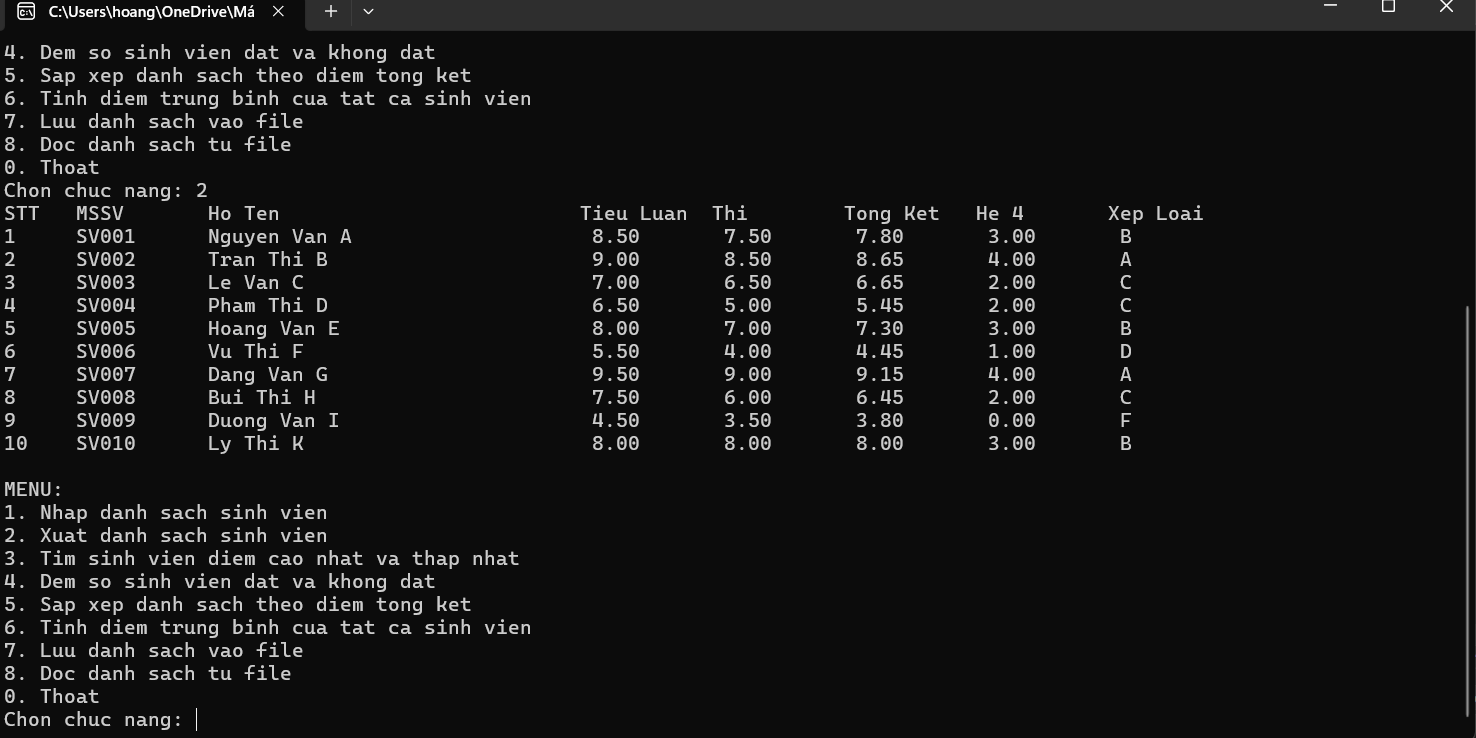 C:\Users\hoang\OneDrive\Má
4. Dem so sinh vien dat va khong dat
5. Sap xep danh sach theo diem tong ket
6. Tinh diem trung binh cua tat ca sinh vien
7. Luu danh sach vao file
8. Doc danh sach tu file
0. Thoat
Chon chuc nang: 2
STT MSSV Ho Ten Tieu Luan Thi Tong Ket He 4 Xep Loai
1 SV001 Nguyen Van A 8.50 7.50 7.80 3.00 B
2 SV002 Tran Thi B 9.00 8.50 8.65 4.00 A
3 SV003 Le Van C 7.00 6.50 6.65 2.00 C
4 SV004 Pham Thi D 6.50 5.00 5.45 2.00 C
5 SV005 Hoang Van E 8.00 7.00 7.30 3.00 B
6 SV006 Vu Thi F 5.50 4.00 4.45 1.00 D
7 SV007 Dang Van G 9.50 9.00 9.15 4.00 A
8 SV008 Bui Thi H 7.50 6.00 6.45 2.00 C
9 SV009 Duong Van I 4.50 3.50 3.80 0.00 F
10 SV010 Ly Thi K 8.00 8.00 8.00 3.00 B
MENU:
1. Nhap danh sach sinh vien
2. Xuat danh sach sinh vien
3. Tim sinh vien diem cao nhat va thap nhat
4. Dem so sinh vien dat va khong dat
5. Sap xep danh sach theo diem tong ket
6. Tinh diem trung binh cua tat ca sinh vien
7. Luu danh sach vao file
8. Doc danh sach tu file
0. Thoat
Chon chuc nang: